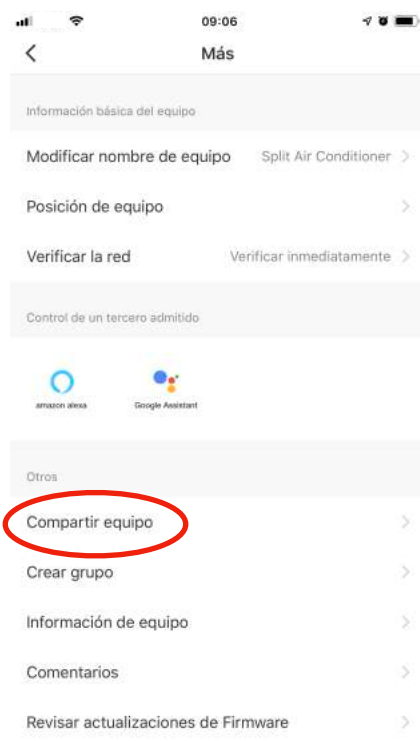 09:06
Más
Información básica del equipo
Modificar nombre de equipo Split Air Conditioner
Posición de equipo
Verificar la red Verificar inmediatamente
Control de un tercero admitido
amazon alexa Google Assistant
Otros
Compartir equipo
Crear grupo
Información de equipo
Comentarios
Revisar actualizaciones de Firmware